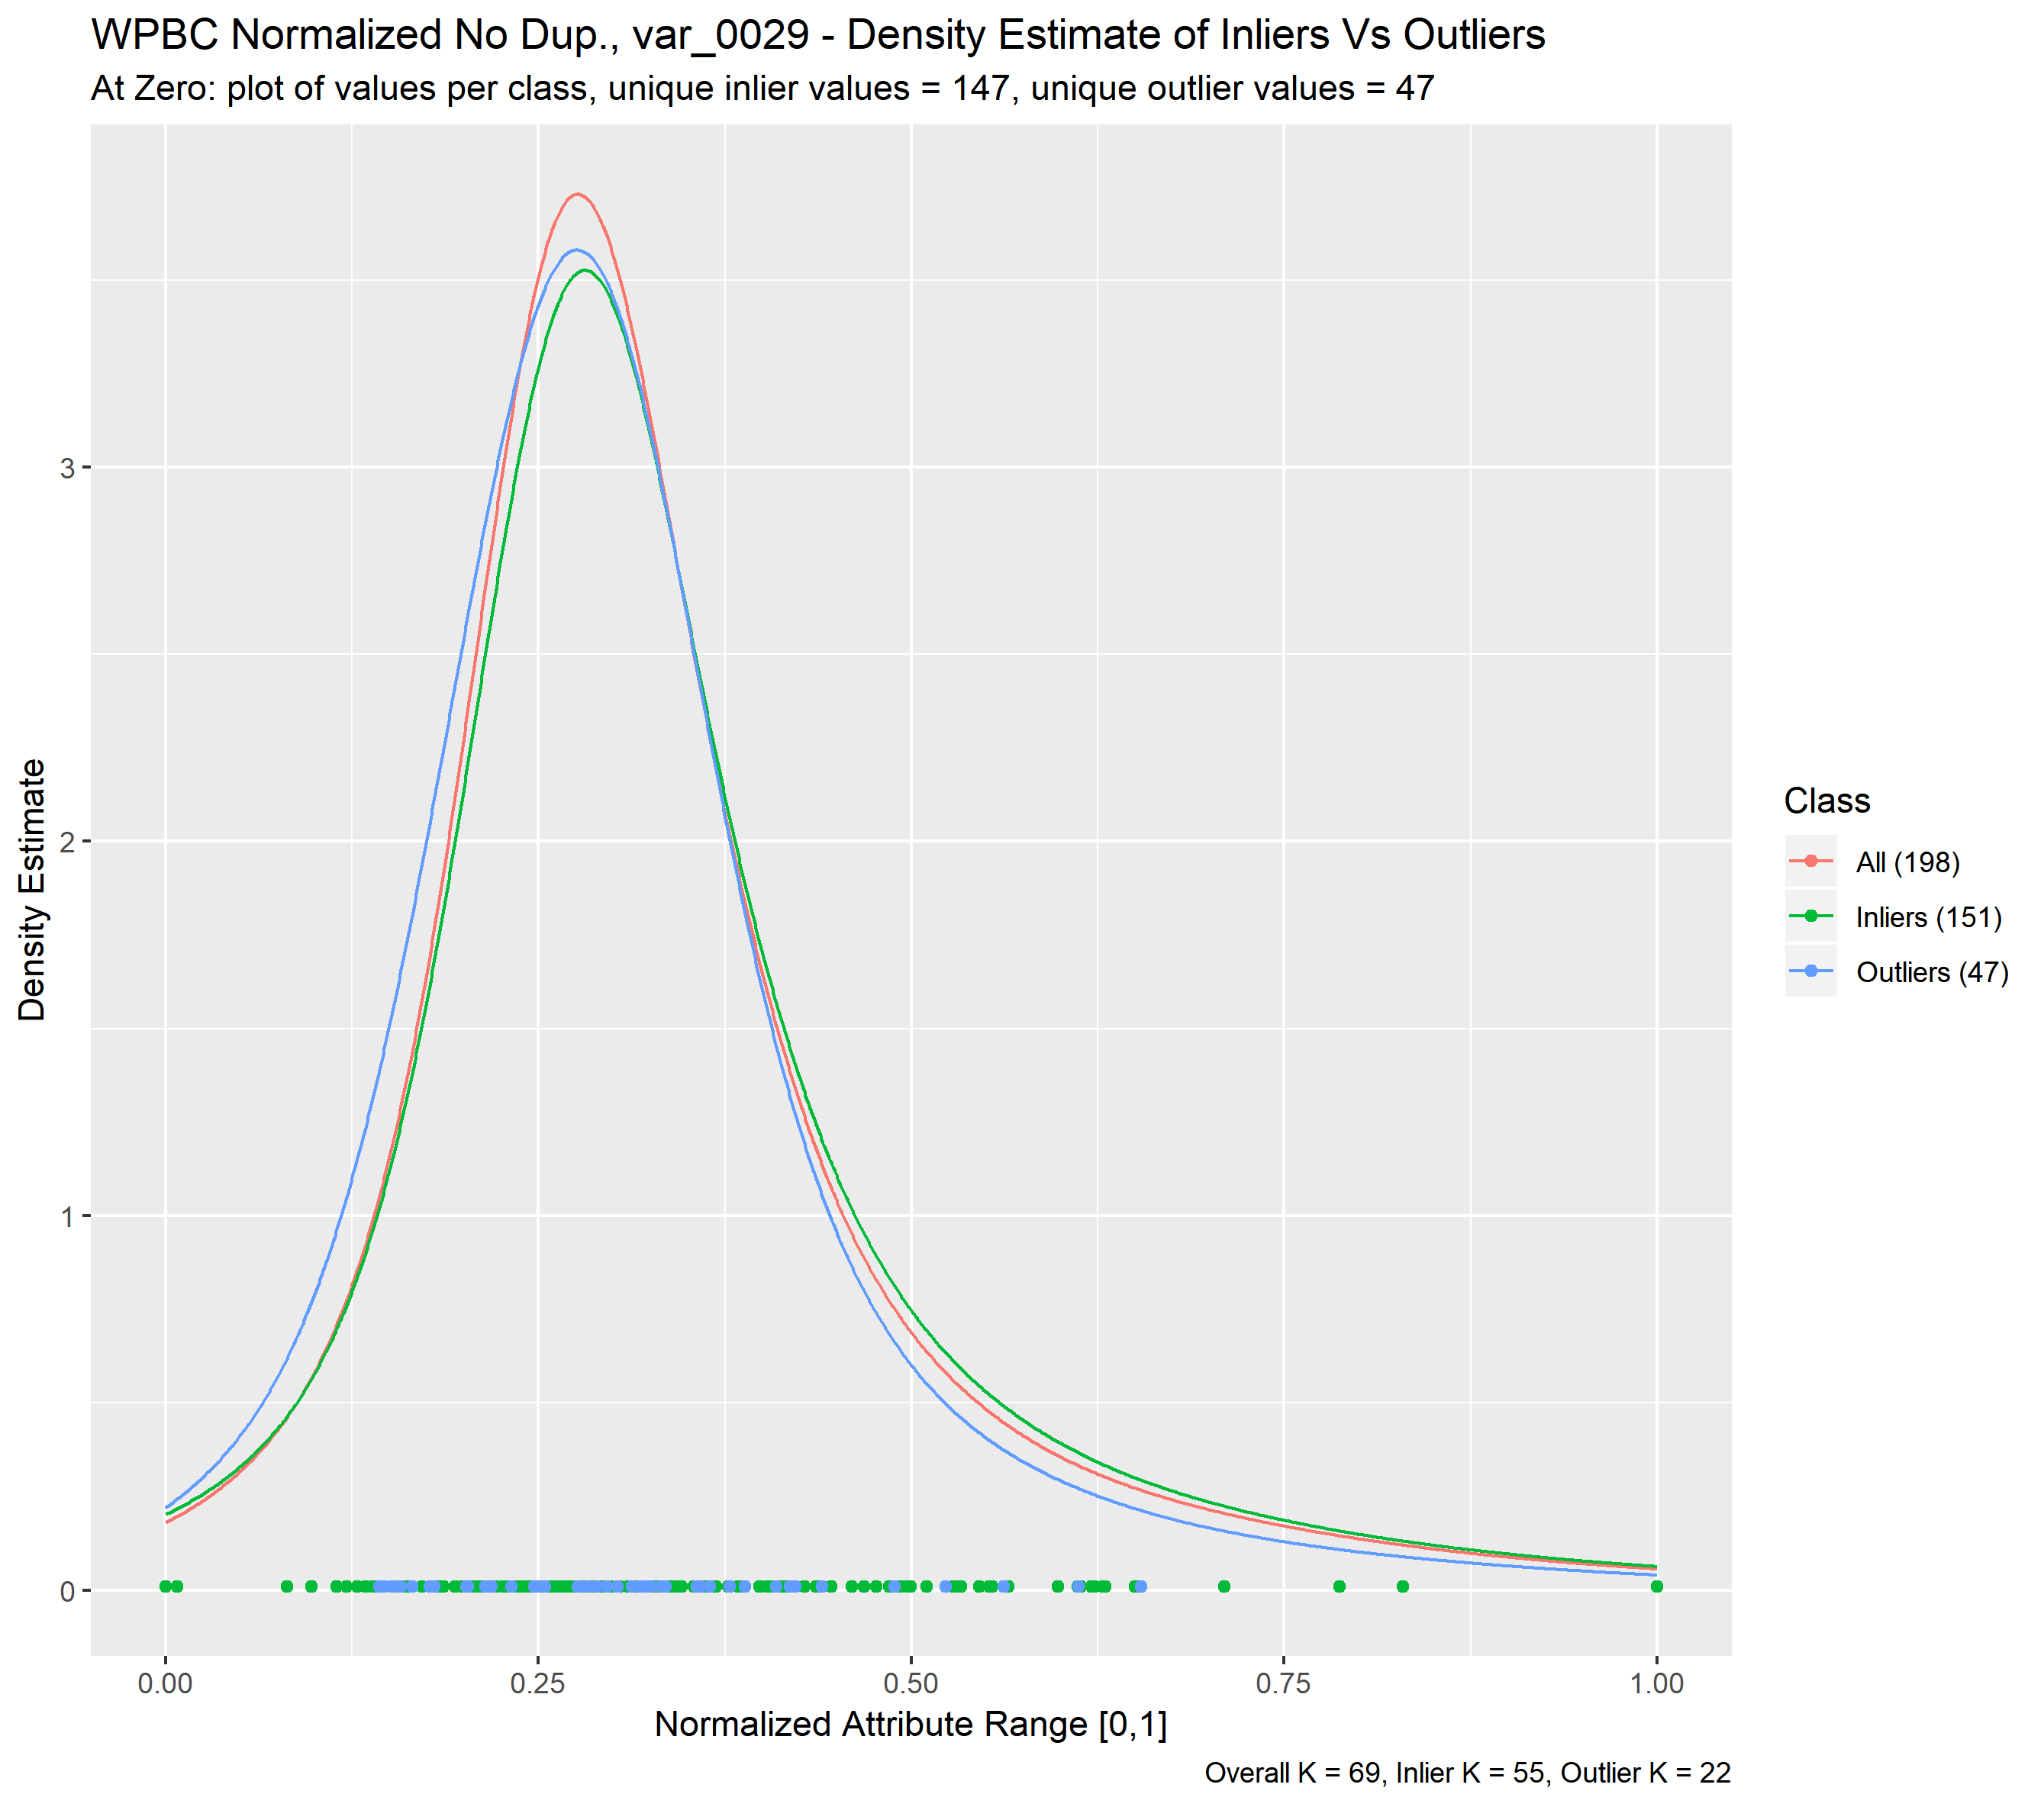 WPBC Normalized No Dup., var_0029 - Density Estimate of Inliers Vs Outliers
At Zero: plot of values per class, unique inlier values = 147, unique outlier values = 47
Density Estimate
3
2
1
0
0.00 0.25 0.50 0.75 1.00
Normalized Attribute Range [0,1]
Overall K = 69, Inlier K = 55, Outlier K = 22
Class
All (198)
Inliers (151)
Outliers (47)